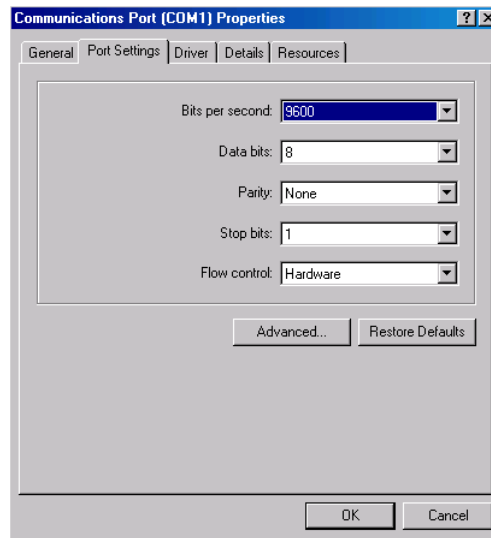 Communications Port (COM1) Properties
General Port Settings Driver Details Resources
Bits per second: 9600
Data bits: 8
Parity: None
Stop bits: 1
Flow control: Hardware
Advanced... Restore Defaults
OK Cancel